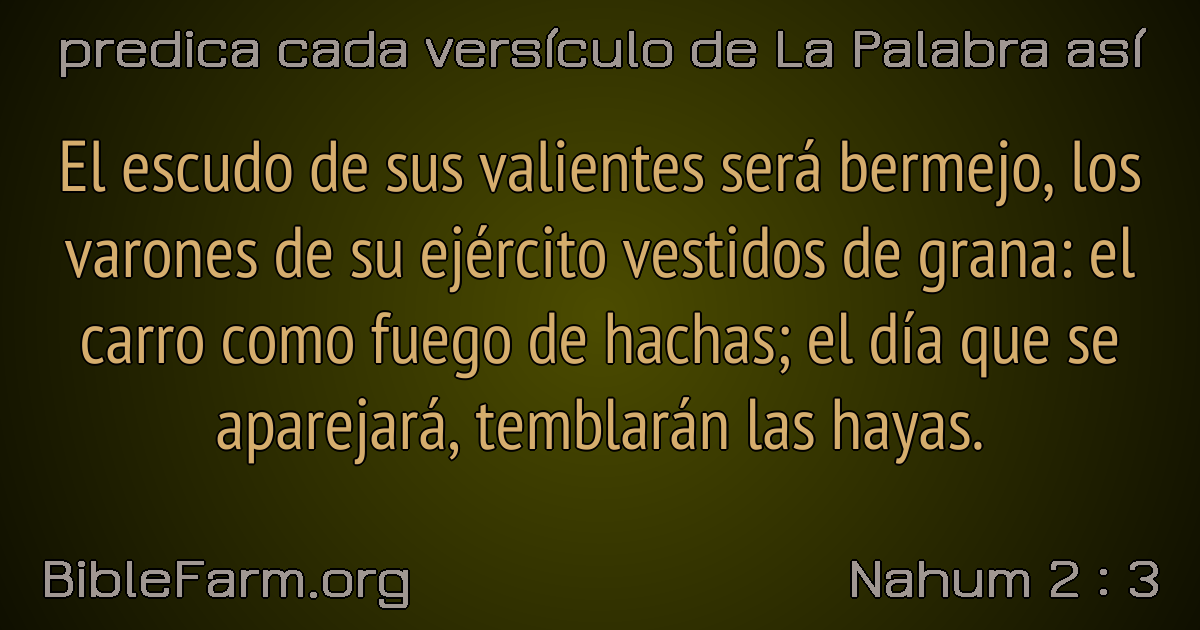 predica cada versículo de La Palabra así
El escudo de sus valientes será bermejo, los
varones de su ejército vestidos de grana: el
carro como fuego de hachas; el día que se
aparejará, temblarán las hayas.
BibleFarm.org
Nahum 2 : 3